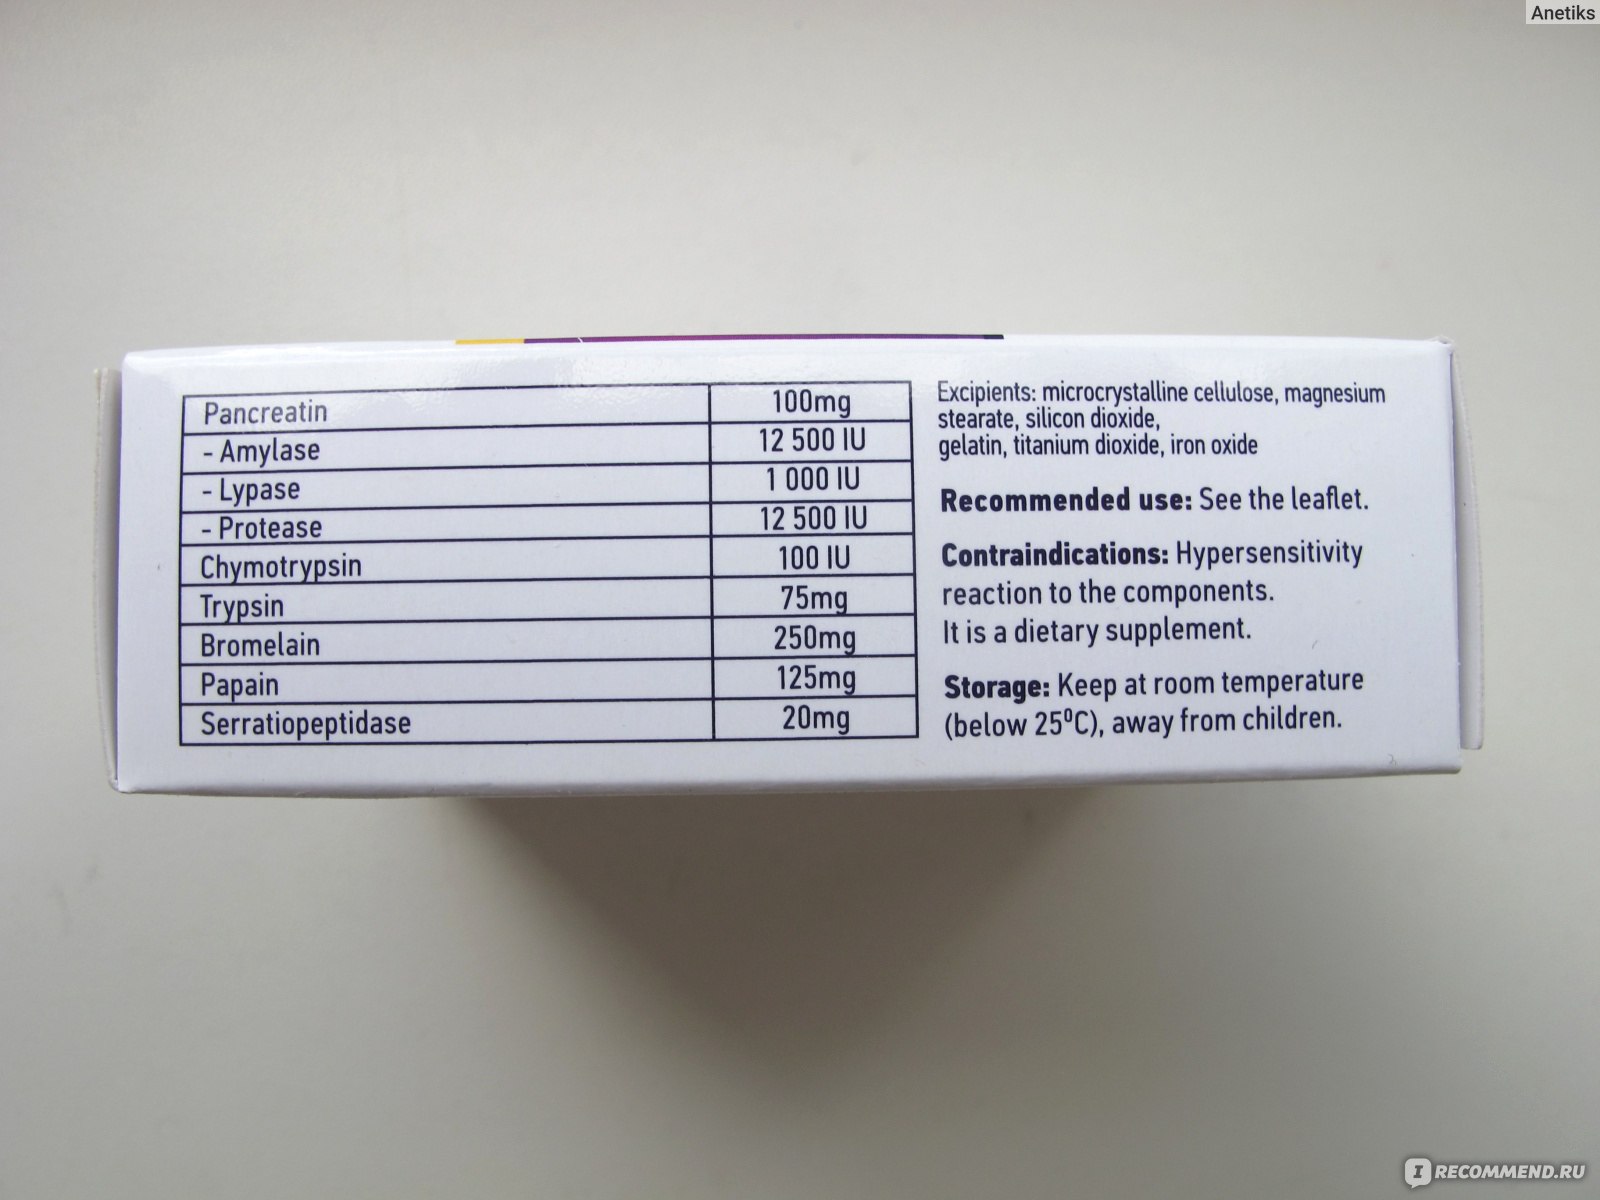 Anetiks
Pancreatin 100mg
- Amylase 12 500 IU
- Lypase 1 000 IU
- Protease 12 500 IU
Chymotrypsin 100 IU
Trypsin 75mg
Bromelain 250mg
Papain 125mg
Serratiopeptidase 20mg
Excipients: microcrystalline cellulose, magnesium
stearate, silicon dioxide,
gelatin, titanium dioxide, iron oxide
Recommended use: See the leaflet.
Contraindications: Hypersensitivity
reaction to the components.
It is a dietary supplement.
Storage: Keep at room temperature
(below 25⁰C), away from children.
IRECOMMEND.RU